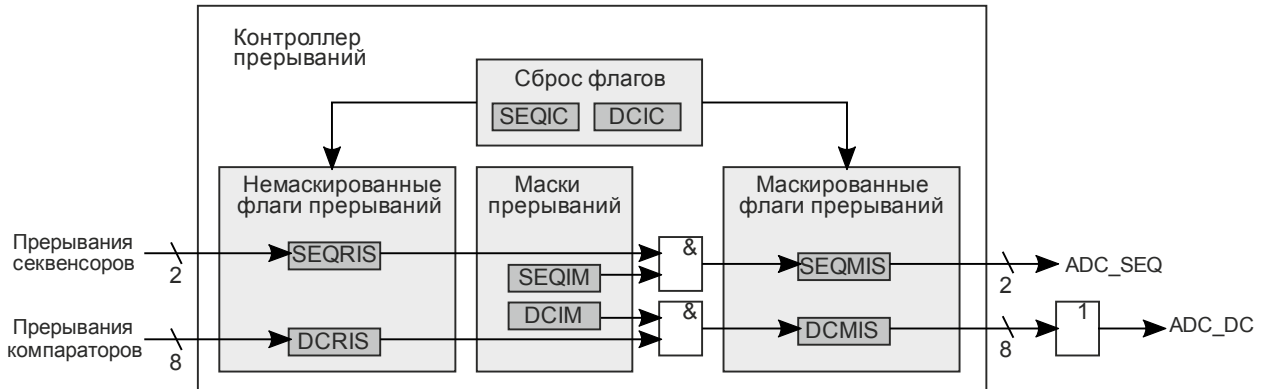 Контроллер
прерываний
Сброс флагов
SEQIC DCIC
Немаскированные
флаги прерываний
Маски
прерываний
Маскированные
флаги прерываний
Прерывания
секвенсоров
2
SEQRIS
SEQIM
&
SEQMIS
2
ADC_SEQ
Прерывания
компараторов
8
DCRIS
DCIM
&
DCMIS
8
1
ADC_DC